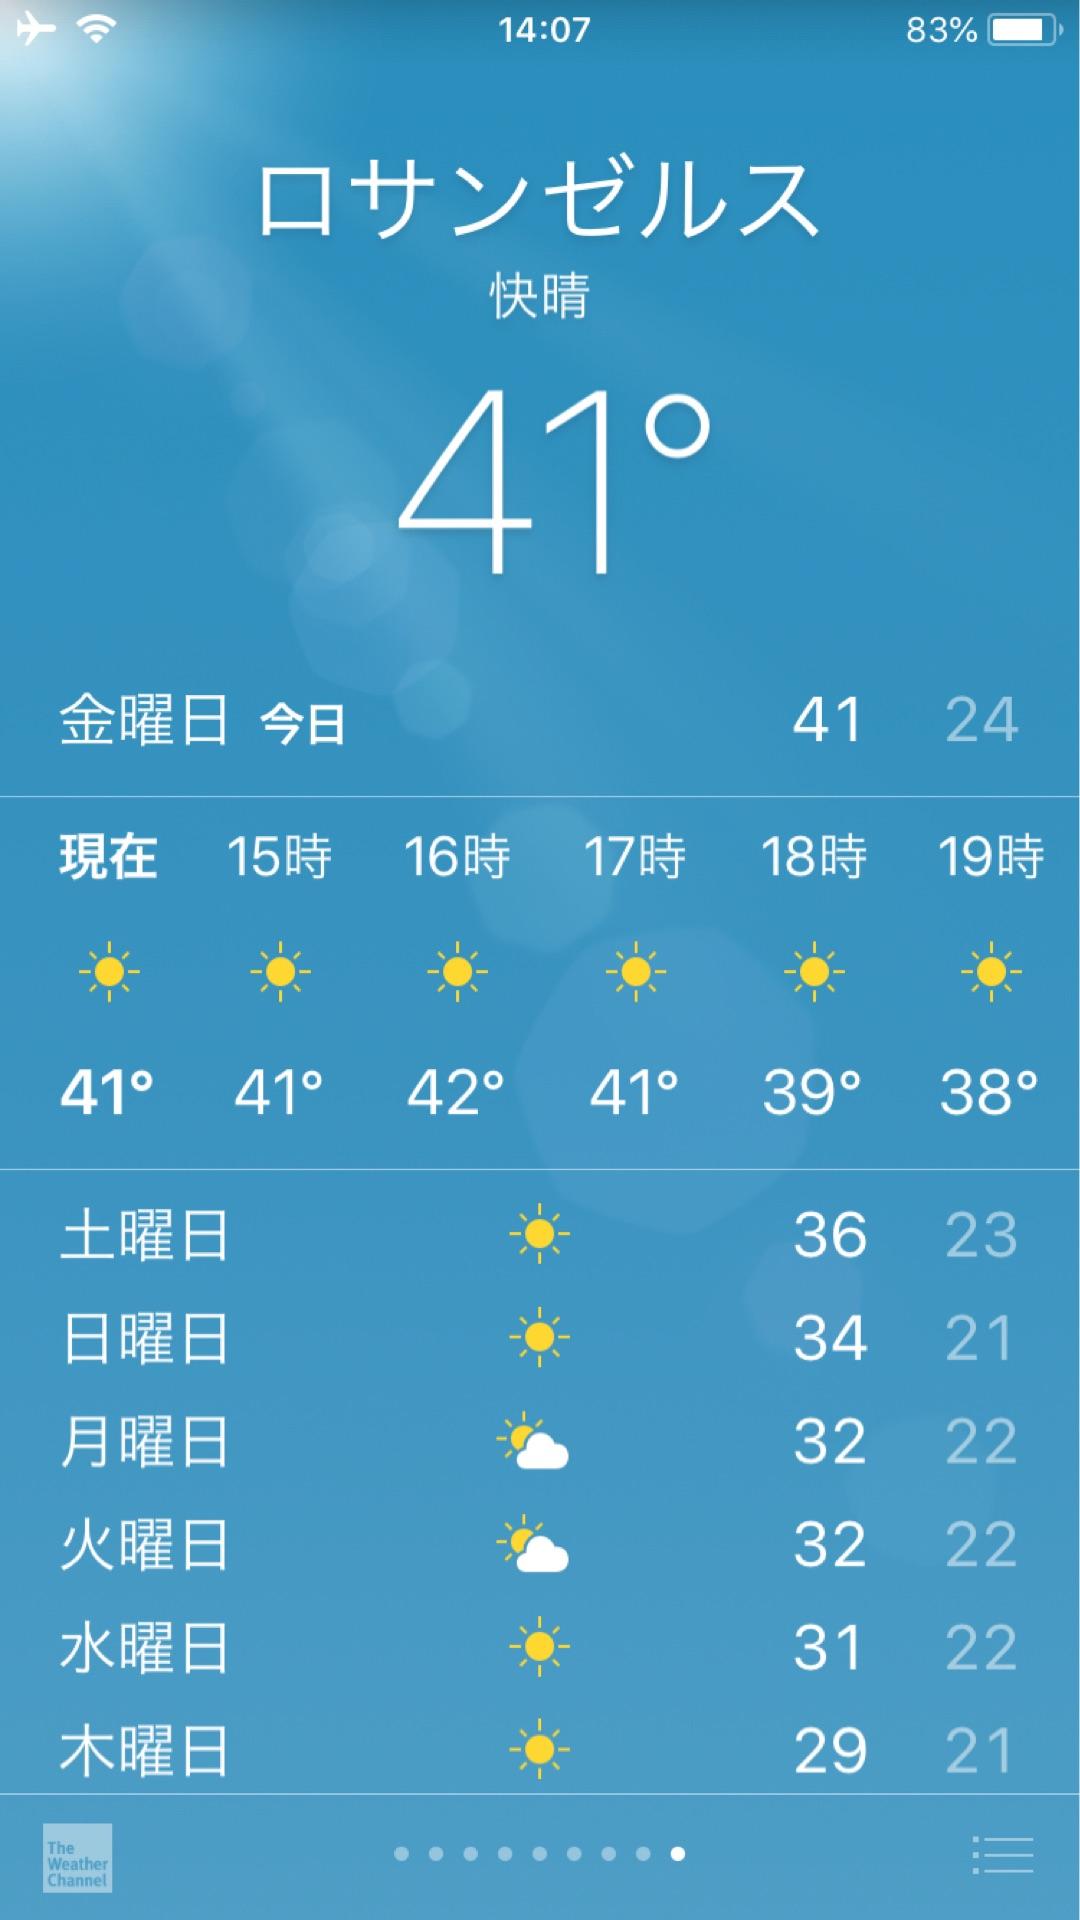 14:07 83%
ロサンゼルス
快晴
41°
金曜日 今日 41 24
現在 15時 16時 17時 18時 19時
41° 41° 42° 41° 39° 38°
土曜日 36 23
日曜日 34 21
月曜日 32 22
火曜日 32 22
水曜日 31 22
木曜日 29 21
The
Weather
Channel